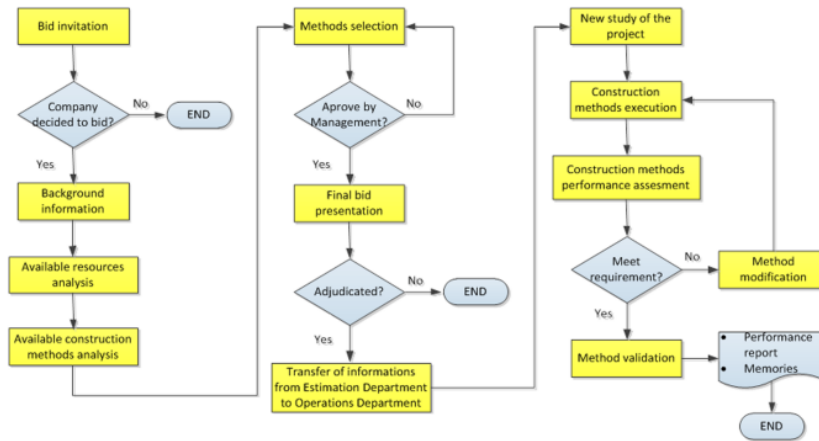 Bid invitation
Company
decided to bid?
No
END
Yes
Background
information
Available resources
analysis
Available construction
methods analysis
Methods selection
Aprove by
Management?
No
Yes
Final bid
presentation
Adjudicated?
No
END
Yes
Transfer of informations
from Estimation Department
to Operations Department
New study of the
project
Construction
methods execution
Construction methods
performance assesment
Meet
requirement?
No
Method
modification
Yes
Method validation
• Performance
report
• Memories
END